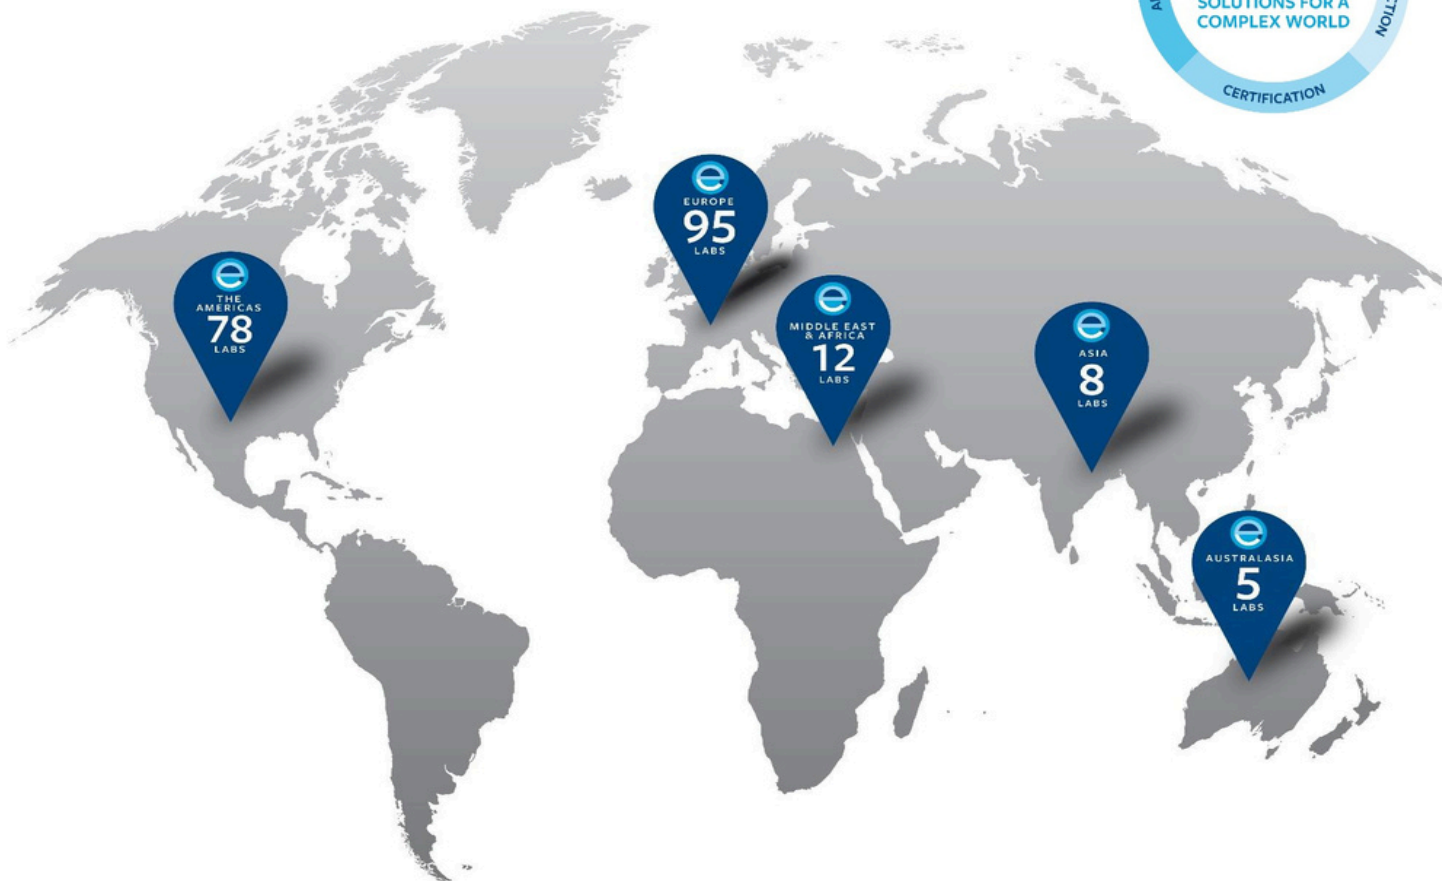 SOLUTIONS FOR A
COMPLEX WORLD
CERTIFICATION
EUROPE
95
LABS
THE
AMERICAS
78
LABS
MIDDLE EAST
& AFRICA
12
LABS
ASIA
8
LABS
AUSTRALASIA
5
LABS